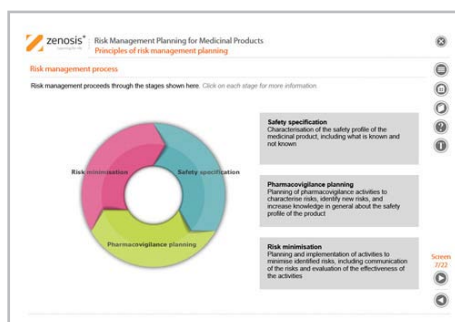 zenosis
Risk Management Planning for Medicinal Products
Principles of risk management planning
Risk management process
Risk management proceeds through the stages shown here. Click on each stage for more information.
Risk minimisation
Safety specification
Pharmacovigilance planning
Safety specification
Characterisation of the safety profile of the
medicinal product, including what is known and
not known
Pharmacovigilance planning
Planning of pharmacovigilance activities to
characterise risks, identify new risks, and
increase knowledge in general about the safety
profile of the product
Risk minimisation
Planning and implementation of activities to
minimise identified risks, including communication
of the risks and evaluation of the effectiveness of
the activities
Screen
7/22